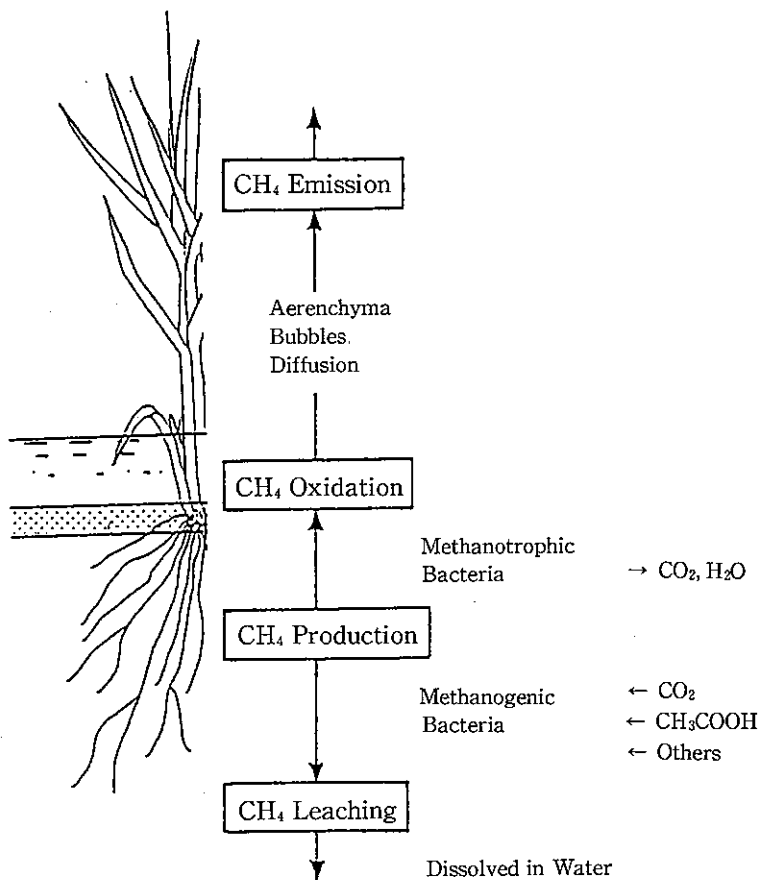 CH₄ Emission
Aerenchyma
Bubbles.
Diffusion
CH₄ Oxidation
Methanotrophic
Bacteria → CO₂, H₂O
CH₄ Production
Methanogenic ← CO₂
Bacteria ← CH₃COOH
← Others
CH₄ Leaching
Dissolved in Water